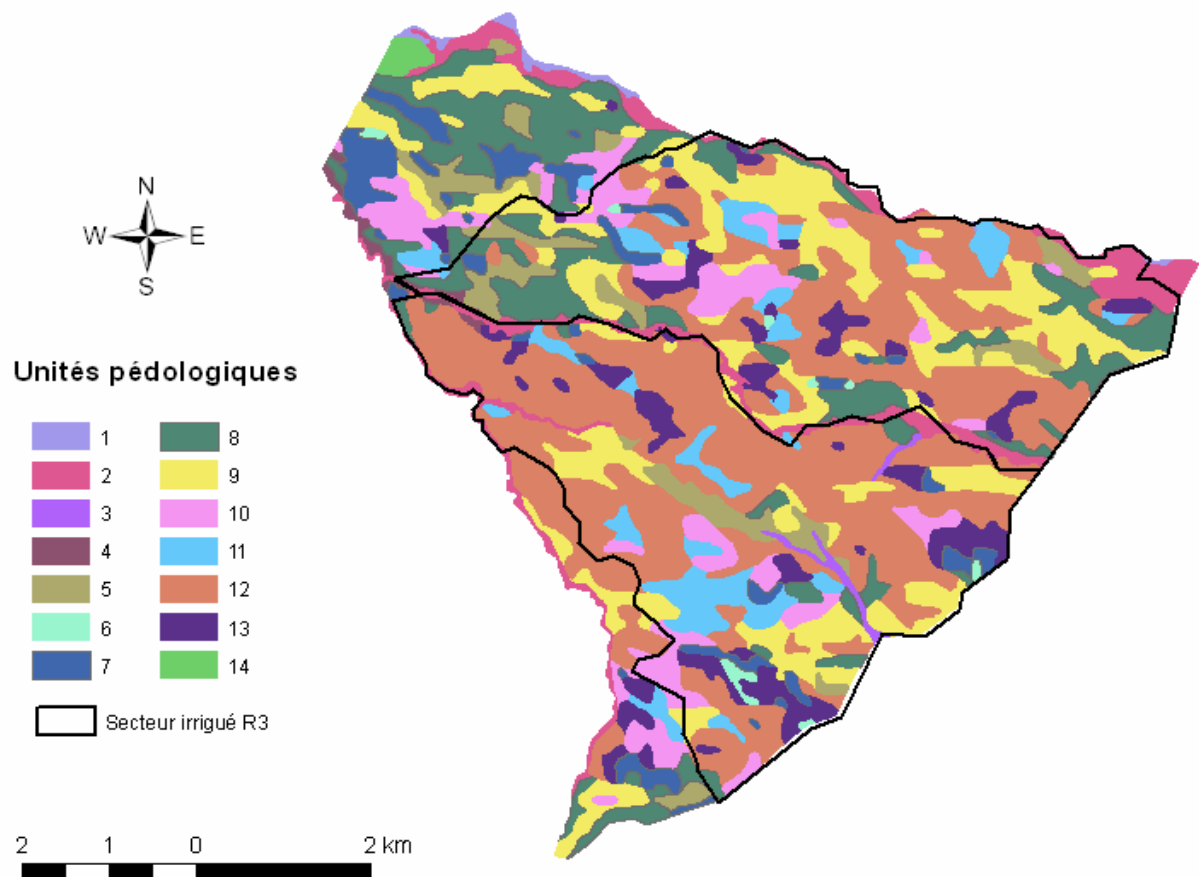 N
W E
S
Unités pédologiques
1 8
2 9
3 10
4 11
5 12
6 13
7 14
Secteur irrigué R3
2 1 0 2 km